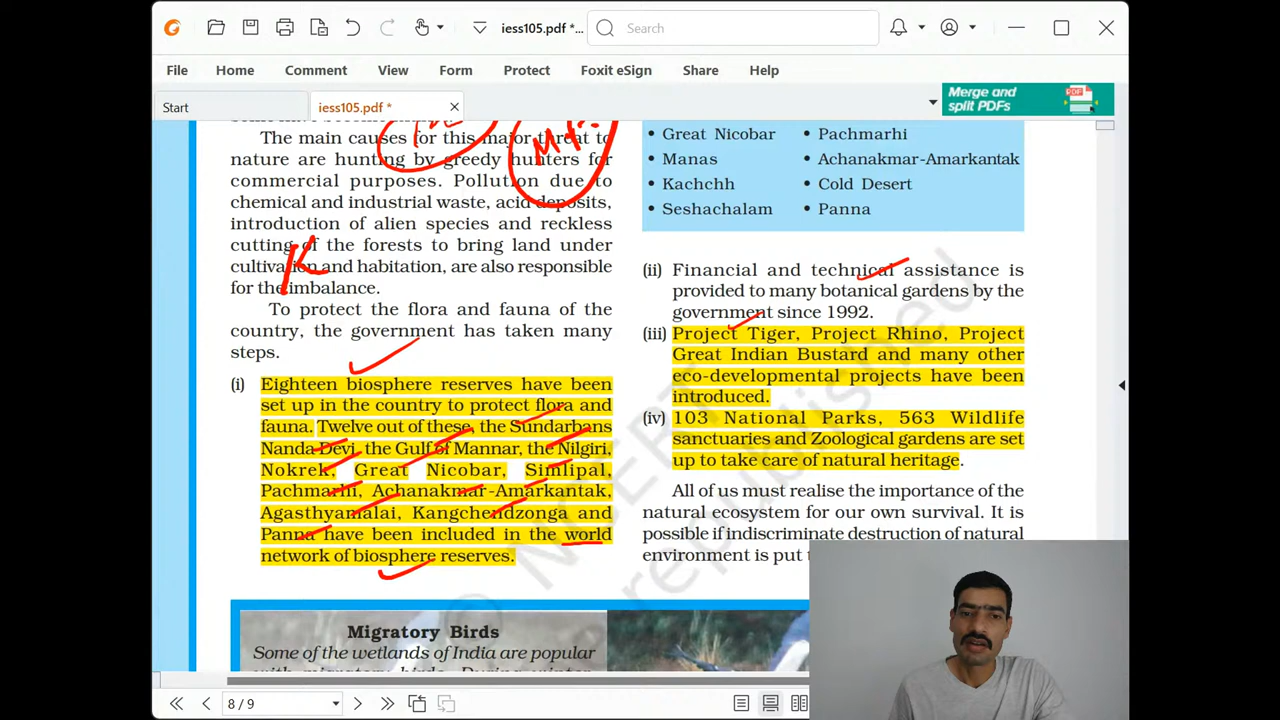 iess105.pdf *...
Search
File
Home
Comment
View
Form
Protect
Foxit eSign
Share
Help
Start
iess105.pdf *
Merge and
split PDFs
The main causes for this major threat to
nature are hunting by greedy hunters for
commercial purposes. Pollution due to
chemical and industrial waste, acid deposits,
introduction of alien species and reckless
cutting of the forests to bring land under
cultivation and habitation, are also responsible
for the imbalance.
K
To protect the flora and fauna of the
country, the government has taken many
steps.
(i) Eighteen biosphere reserves have been
set up in the country to protect flora and
fauna. Twelve out of these, the Sundarbans
Nanda Devi, the Gulf of Mannar, the Nilgiri,
Nokrek, Great Nicobar, Simlipal,
Pachmarhi, Achanakmar-Amarkantak,
Agasthyamalai, Kangchendzonga and
Panna have been included in the world
network of biosphere reserves.
• Great Nicobar • Pachmarhi
• Manas • Achanakmar-Amarkantak
• Kachchh • Cold Desert
• Seshachalam • Panna
(ii) Financial and technical assistance is
provided to many botanical gardens by the
government since 1992.
(iii) Project Tiger, Project Rhino, Project
Great Indian Bustard and many other
eco-developmental projects have been
introduced.
(iv) 103 National Parks, 563 Wildlife
sanctuaries and Zoological gardens are set
up to take care of natural heritage.
All of us must realise the importance of the
natural ecosystem for our own survival. It is
possible if indiscriminate destruction of natural
environment is put
© NCERT
republished
Migratory Birds
Some of the wetlands of India are popular
with migratory birds. During winter
8 / 9